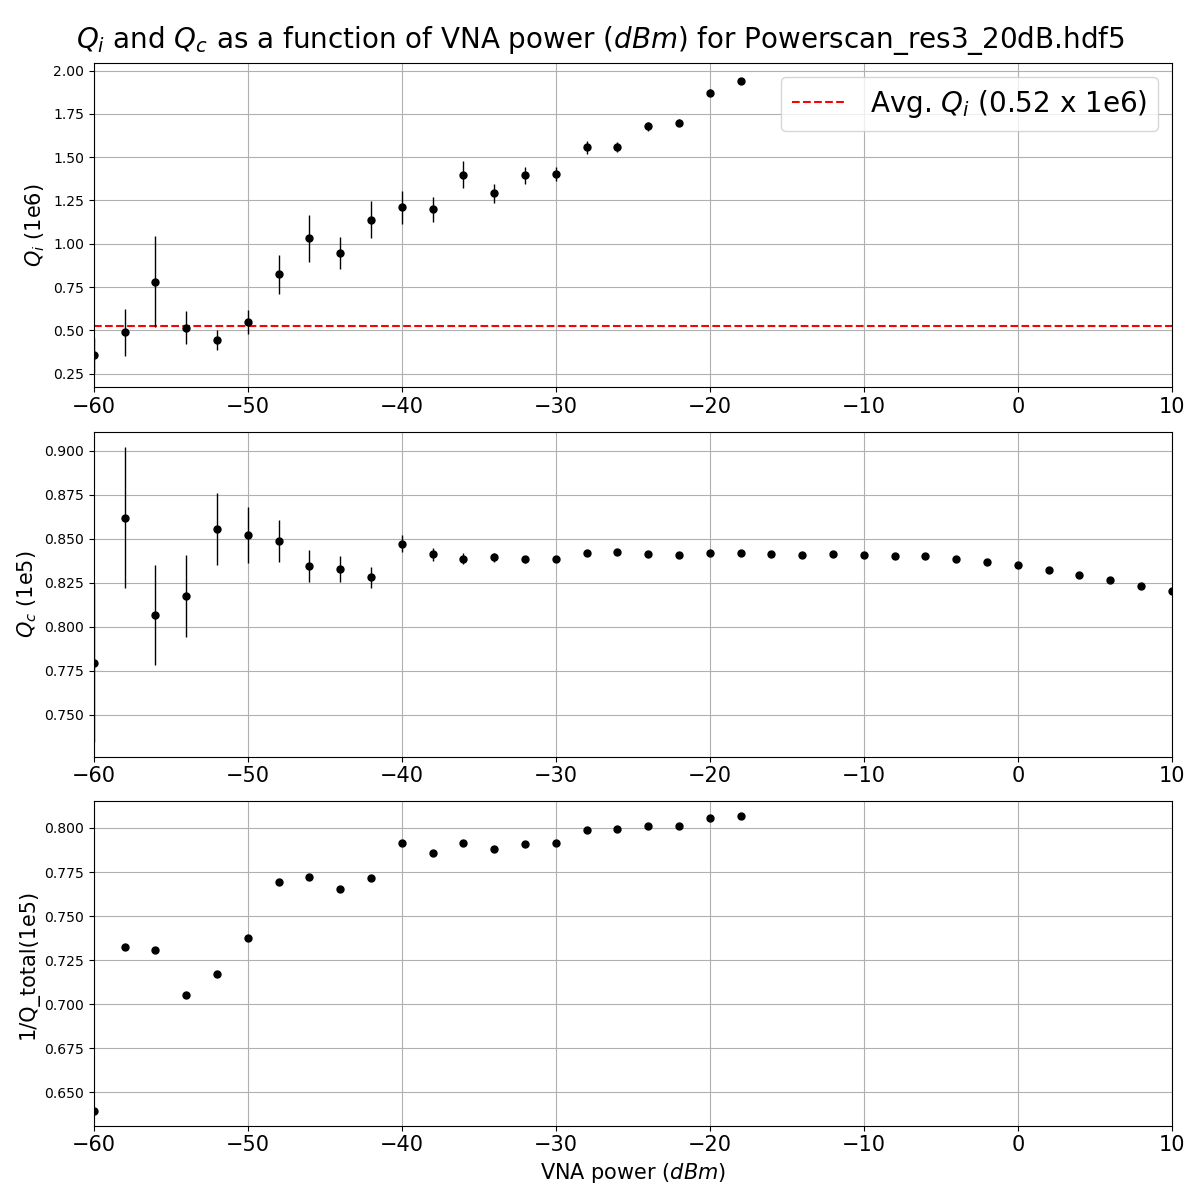 Q_i and Q_c as a function of VNA power (dBm) for Powerscan_res3_20dB.hdf5
Avg. Q_i (0.52 x 1e6)
Q_i (1e6)
2.00
1.75
1.50
1.25
1.00
0.75
0.50
0.25
−60 −50 −40 −30 −20 −10 0 10
Q_c (1e5)
0.900
0.875
0.850
0.825
0.800
0.775
0.750
−60 −50 −40 −30 −20 −10 0 10
1/Q_total(1e5)
0.800
0.775
0.750
0.725
0.700
0.675
0.650
−60 −50 −40 −30 −20 −10 0 10
VNA power (dBm)